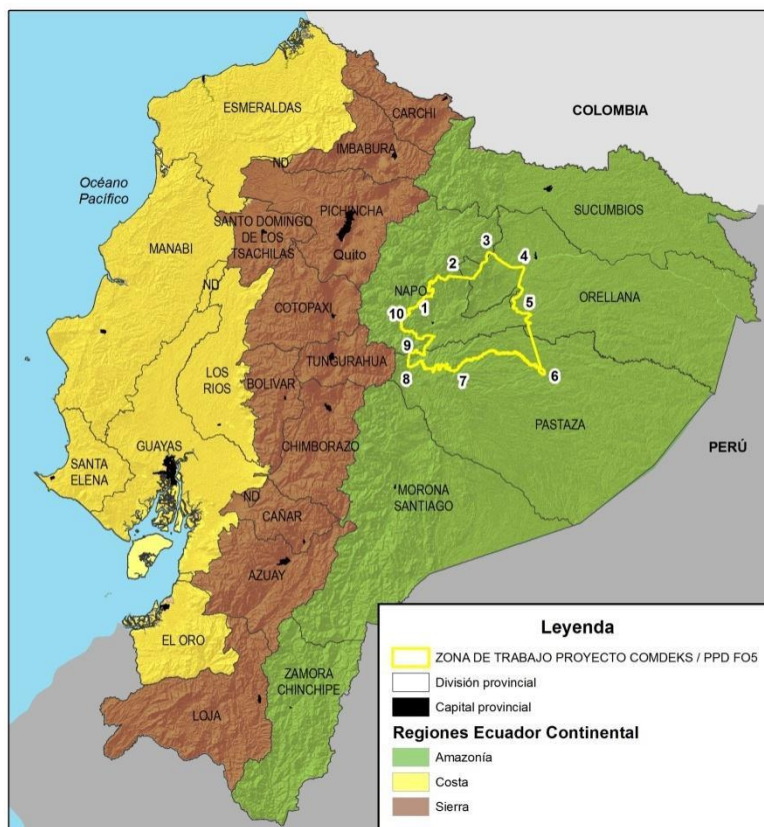 COLOMBIA
ESMERALDAS
CARCHI
IMBABURA
ND
Océano
Pacífico
SUCUMBIOS
PICHINCHA
SANTO DOMINGO
DE LOS
TSACHILAS
Quito
MANABI
ND
NAPO
ORELLANA
COTOPAXI
1
2
3
4
5
6
7
8
9
10
TUNGURAHUA
LOS
RIOS
BOLIVAR
PASTAZA
CHIMBORAZO
GUAYAS
SANTA
ELENA
PERÚ
MORONA
SANTIAGO
ND
CAÑAR
AZUAY
EL ORO
ZAMORA
CHINCHIPE
LOJA
Leyenda
ZONA DE TRABAJO PROYECTO COMDEKS / PPD FO5
División provincial
Capital provincial
Regiones Ecuador Continental
Amazonía
Costa
Sierra